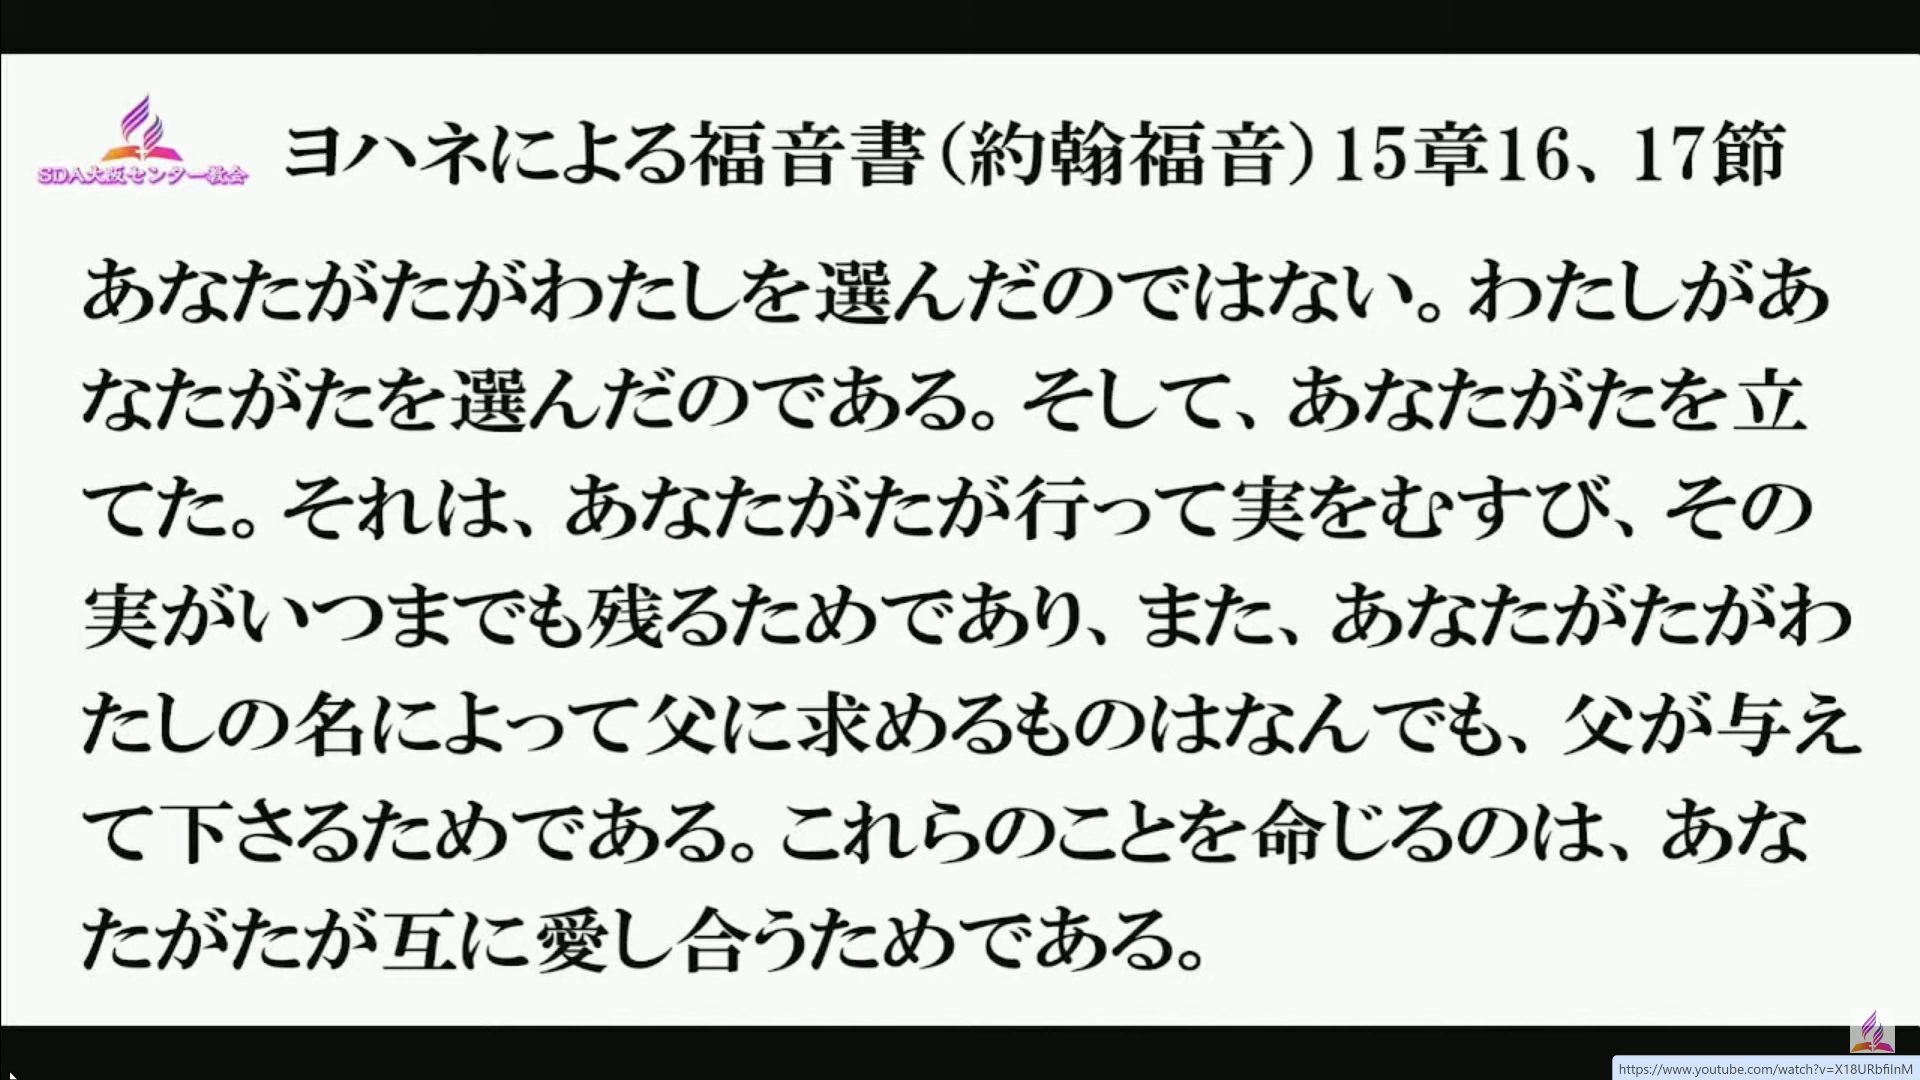 SDA大阪センター教会
ヨハネによる福音書（約翰福音）15章16、17節
あなたがたがわたしを選んだのではない。わたしがあ
なたがたを選んだのである。そして、あなたがたを立
てた。それは、あなたがたが行って実をむすび、その
実がいつまでも残るためであり、また、あなたがたがわ
たしの名によって父に求めるものはなんでも、父が与え
て下さるためである。これらのことを命じるのは、あな
たがたが互に愛し合うためである。
https://www.youtube.com/watch?v=X18URbfiInM